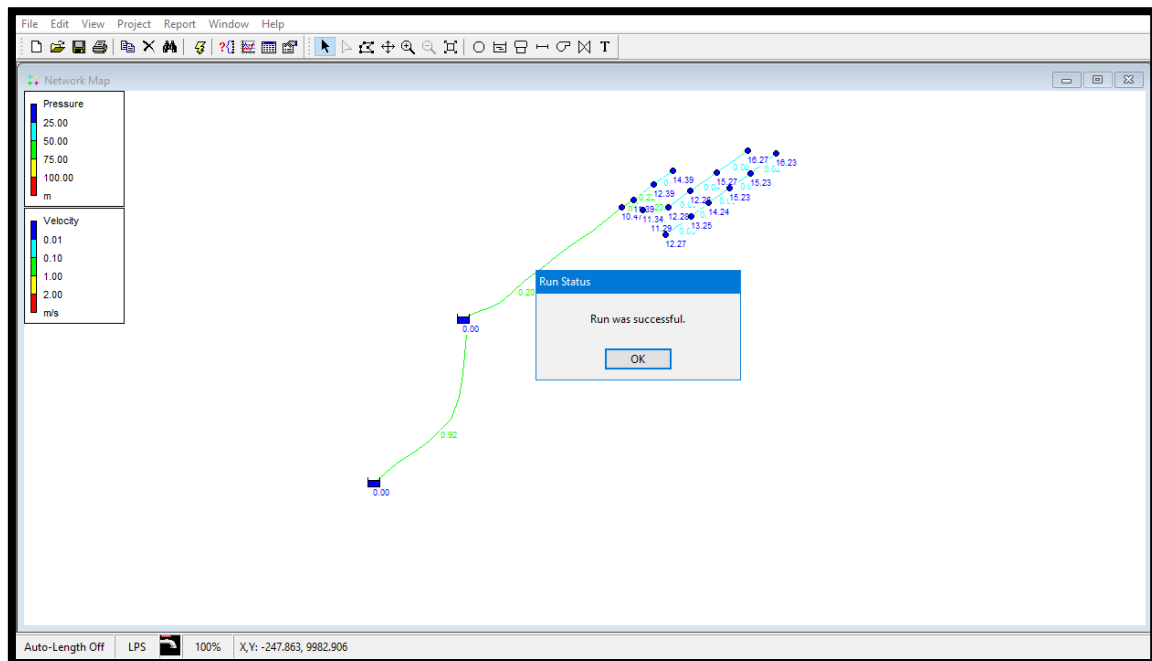 File Edit View Project Report Window Help
T
Network Map
Pressure
25.00
50.00
75.00
100.00
m
Velocity
0.01
0.10
1.00
2.00
m/s
16.27 16.23
14.39
15.27 15.23
12.39
12.28 15.23
10.47 11.34 12.28 14.24
11.29 13.25
12.27
0.20
0.00
0.92
0.00
Run Status
Run was successful.
OK
Auto-Length Off LPS 100% X,Y: -247.863, 9982.906